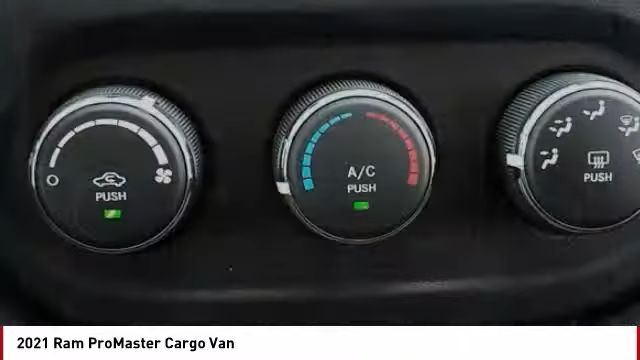 O
PUSH
A/C
PUSH
PUSH
2021 Ram ProMaster Cargo Van